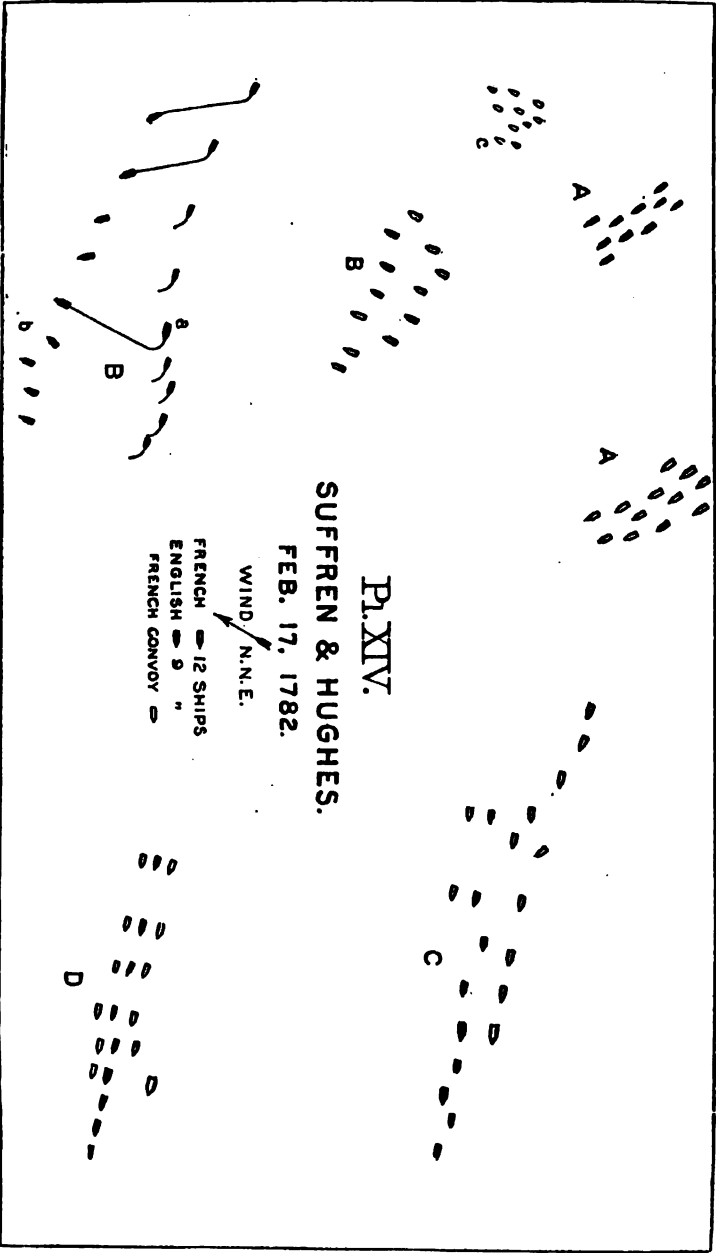 A
A
c
C
Pl.XIV.
B
SUFFREN & HUGHES.
FEB. 17, 1782.
WIND. N.N.E.
FRENCH 12 SHIPS
ENGLISH 9 "
FRENCH CONVOY
a
B
D
b